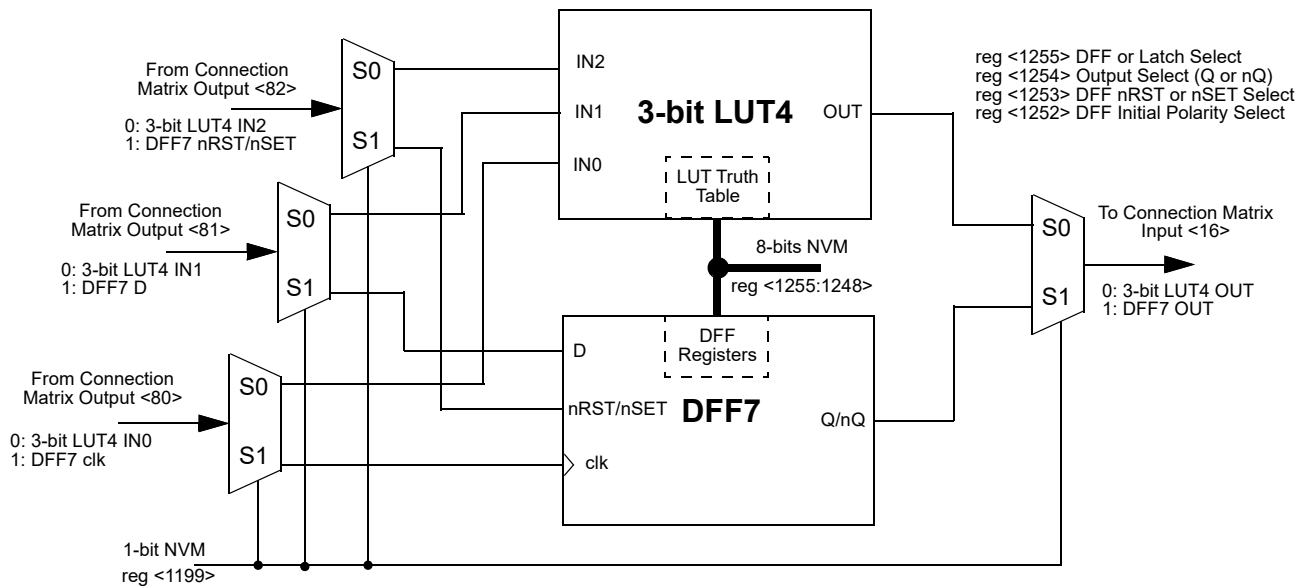 From Connection
Matrix Output <82>
0: 3-bit LUT4 IN2
1: DFF7 nRST/nSET
S0
S1
From Connection
Matrix Output <81>
0: 3-bit LUT4 IN1
1: DFF7 D
S0
S1
From Connection
Matrix Output <80>
0: 3-bit LUT4 IN0
1: DFF7 clk
S0
S1
1-bit NVM
reg <1199>
IN2
IN1
IN0
3-bit LUT4
OUT
LUT Truth
Table
8-bits NVM
reg <1255:1248>
DFF
Registers
D
nRST/nSET
clk
DFF7
Q/nQ
reg <1255> DFF or Latch Select
reg <1254> Output Select (Q or nQ)
reg <1253> DFF nRST or nSET Select
reg <1252> DFF Initial Polarity Select
S0
S1
To Connection Matrix
Input <16>
0: 3-bit LUT4 OUT
1: DFF7 OUT